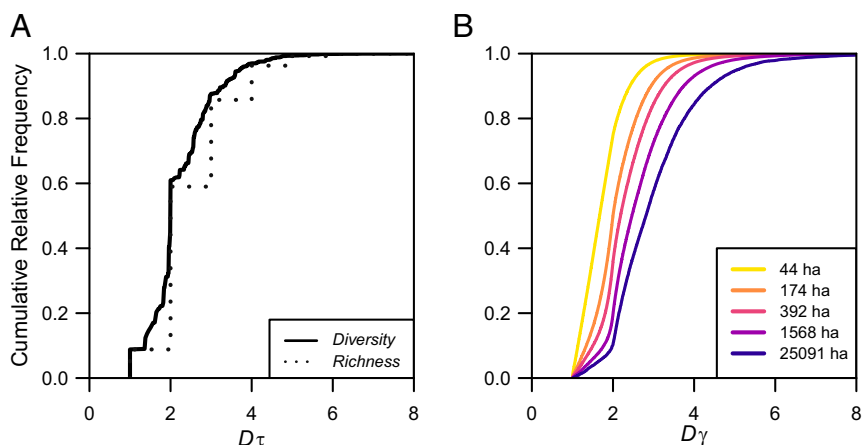 A
Cumulative Relative Frequency
1.0
0.8
0.6
0.4
0.2
0.0
0 2 4 6 8
Dτ
Diversity
Richness
B
1.0
0.8
0.6
0.4
0.2
0.0
0 2 4 6 8
Dγ
44 ha
174 ha
392 ha
1568 ha
25091 ha